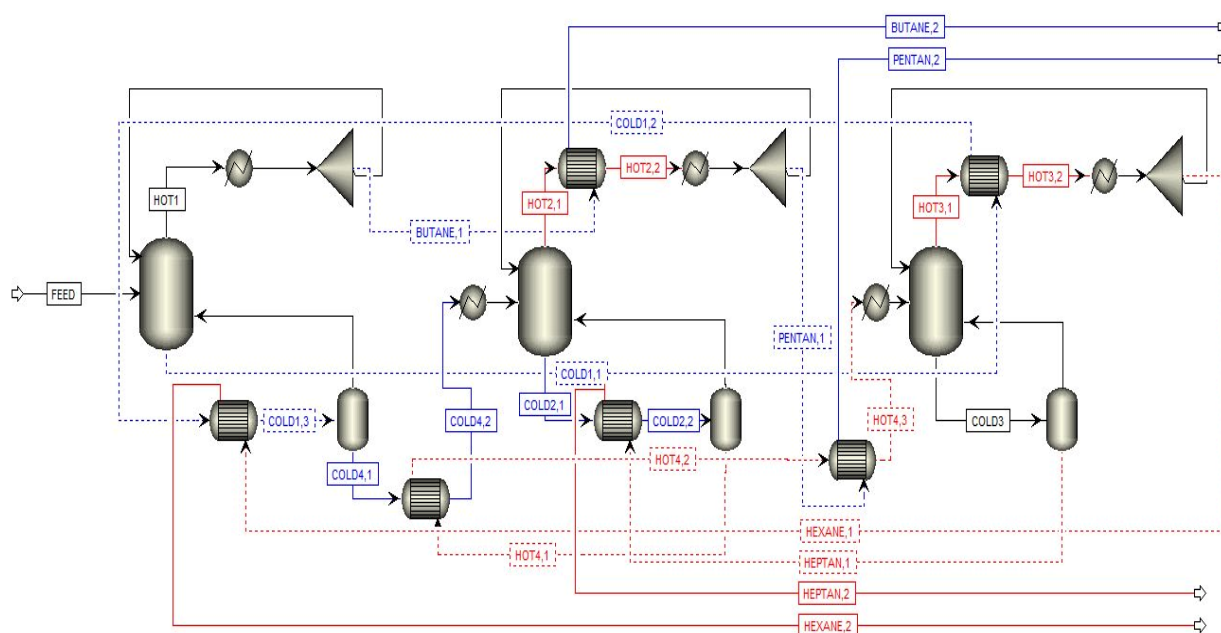 BUTANE,2
PENTAN,2
COLD1,2
HOT2,2
HOT3,2
HOT1
HOT2,1
HOT3,1
BUTANE,1
FEED
PENTAN,1
COLD1,1
COLD2,1
COLD4,2
COLD1,3
COLD2,2
HOT4,3
COLD3
HOT4,2
COLD4,1
HEXANE,1
HOT4,1
HEPTAN,1
HEPTAN,2
HEXANE,2